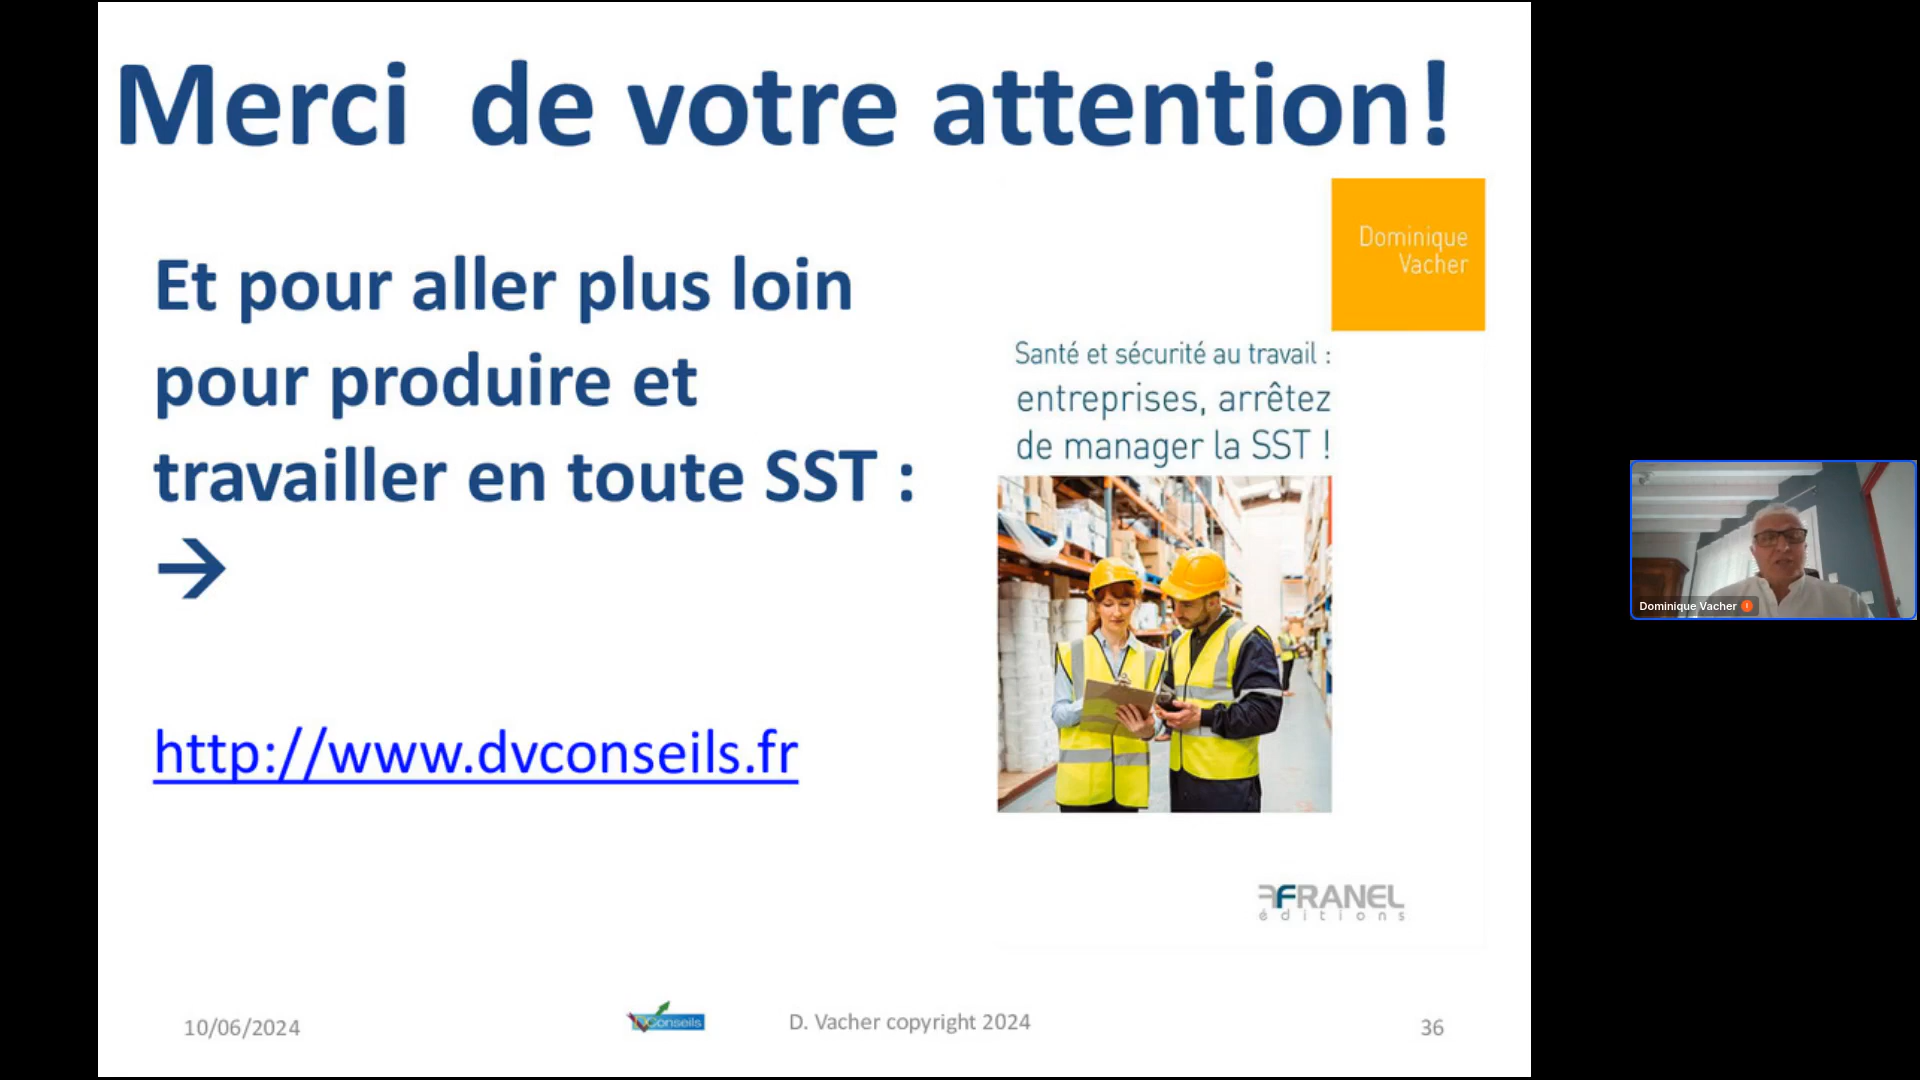 Merci  de votre attention!
Dominique
Vacher
Et pour aller plus loin
pour produire et
travailler en toute SST :
→
Santé et sécurité au travail :
entreprises, arrêtez
de manager la SST !
http://www.dvconseils.fr
FRANEL
éditions
Dominique Vacher
10/06/2024
DVConseils
D. Vacher copyright 2024
36